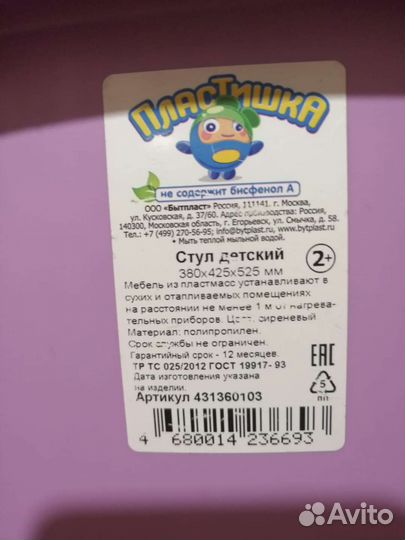 ПЛАСТИШКА
не содержит бисфенол А
ООО «Бытпласт» Россия, 111141, г. Москва,
ул. Кусковская, д. 37/60. Адрес производства: Россия,
140300, Московская область, г. Егорьевск, ул. Смычка, д. 58.
Тел.: +7 (499) 270-56-95; info@bytplast.ru, www.bytplast.ru
• Мыть теплой мыльной водой.
Стул детский
380х425х525 мм
2+
Мебель из пластмасс устанавливают в
сухих и отапливаемых помещениях
на расстоянии не менее 1 м от нагрева-
тельных приборов. Цвет: сиреневый
Материал: полипропилен.
Срок службы не ограничен.
Гарантийный срок - 12 месяцев.
ТР ТС 025/2012 ГОСТ 19917- 93
Дата изготовления указана
на изделии.
ЕАС
5
ПП
Артикул 431360103
4 680014 236693
Avito